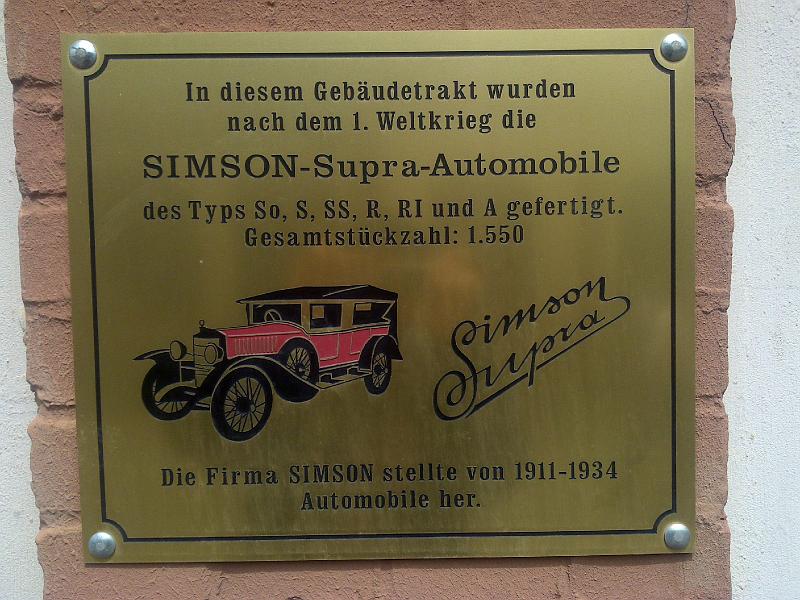 In diesem Gebäudetrakt wurden
nach dem 1. Weltkrieg die
SIMSON-Supra-Automobile
des Typs So, S, SS, R, RI und A gefertigt.
Gesamtstückzahl: 1.550
Simson
Supra
Die Firma SIMSON stellte von 1911-1934
Automobile her.